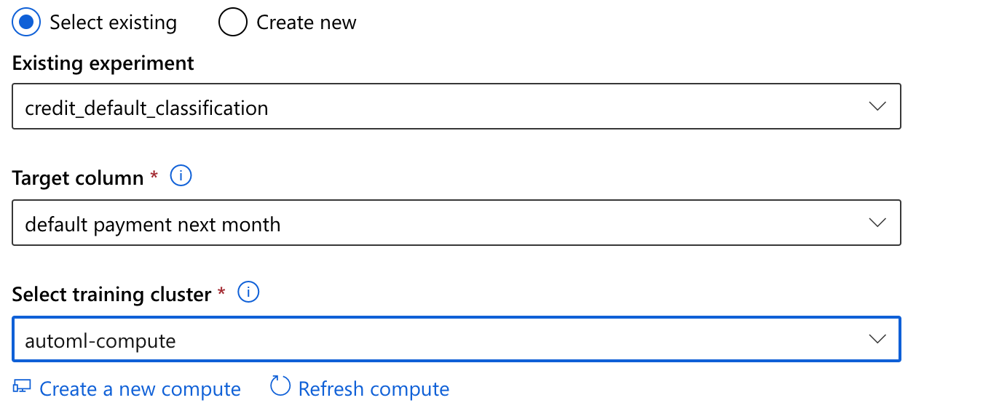 Select existing Create new
Existing experiment
credit_default_classification
Target column *
default payment next month
Select training cluster *
automl-compute
Create a new compute Refresh compute